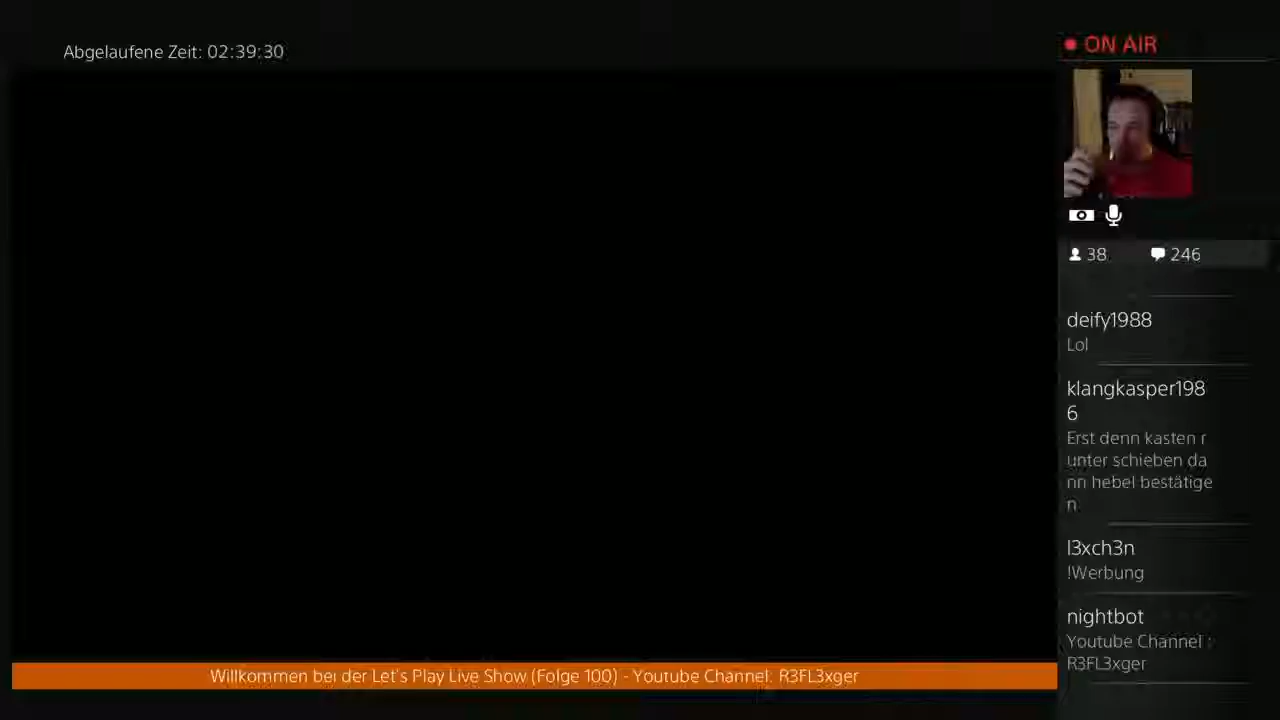 Abgelaufene Zeit: 02:39:30
ON AIR
38 246
deify1988
Lol
klangkasper198
6
Erst denn kasten r
unter schieben da
nn hebel bestätige
n
l3xch3n
!Werbung
nightbot
Youtube Channel :
R3FL3xger
Willkommen bei der Let's Play Live Show (Folge 100) - Youtube Channel: R3FL3xger